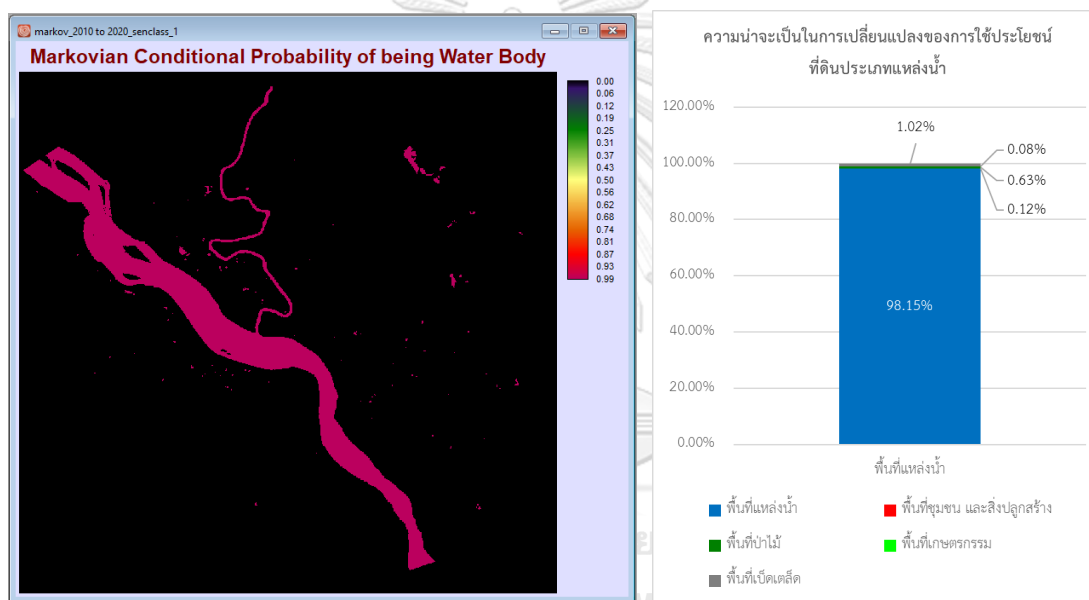 markov_2010 to 2020_senclass_1
Markovian Conditional Probability of being Water Body
0.00
0.06
0.12
0.19
0.25
0.31
0.37
0.43
0.50
0.56
0.62
0.68
0.74
0.81
0.87
0.93
0.99
ความน่าจะเป็นในการเปลี่ยนแปลงของการใช้ประโยชน์
ที่ดินประเภทแหล่งน้ำ
120.00%
100.00%
80.00%
60.00%
40.00%
20.00%
0.00%
1.02%
0.08%
0.63%
0.12%
98.15%
พื้นที่แหล่งน้ำ
พื้นที่แหล่งน้ำ
พื้นที่ชุมชน และสิ่งปลูกสร้าง
พื้นที่ป่าไม้
พื้นที่เกษตรกรรม
พื้นที่เบ็ดเตล็ด